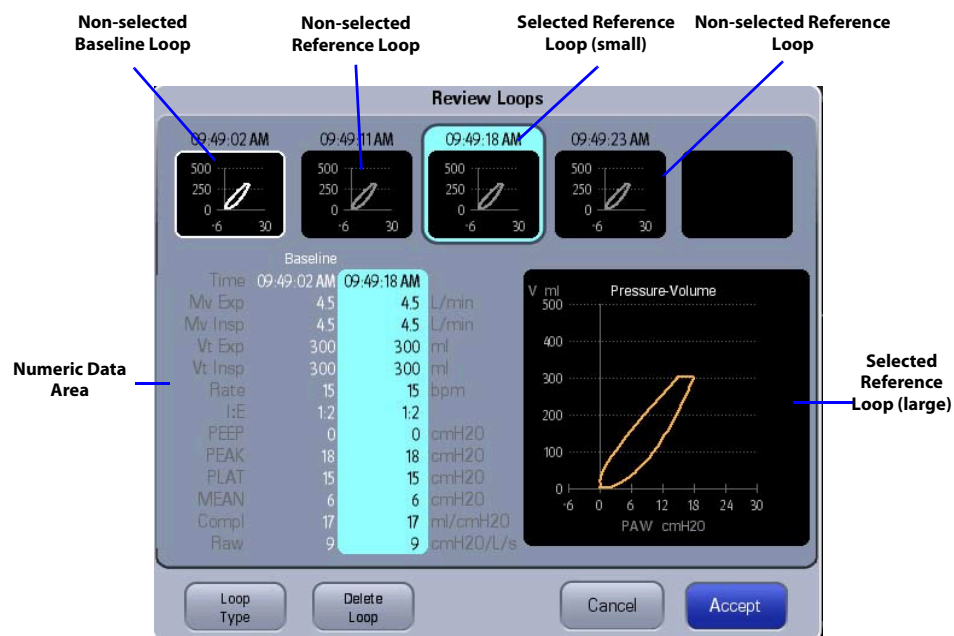 Non-selected
Baseline Loop
Non-selected
Reference Loop
Selected Reference
Loop (small)
Non-selected Reference
Loop
Review Loops
09:49:02 AM
09:49:11 AM
09:49:18 AM
09:49:23 AM
500
250
0
-6 30
500
250
0
-6 30
500
250
0
-6 30
500
250
0
-6 30
Baseline
Time 09:49:02 AM 09:49:18 AM
Mv Exp 4.5 4.5 L/min
Mv Insp 4.5 4.5 L/min
Vt Exp 300 300 ml
Vt Insp 300 300 ml
Rate 15 15 bpm
I:E 1:2 1:2
PEEP 0 0 cmH2O
PEAK 18 18 cmH2O
PLAT 15 15 cmH2O
MEAN 6 6 cmH2O
Compl 17 17 ml/cmH2O
Raw 9 9 cmH2O/L/s
V ml Pressure-Volume
500
400
300
200
100
0
-6 0 6 12 18 24 30
PAW cmH2O
Numeric Data
Area
Selected
Reference
Loop (large)
Loop
Type
Delete
Loop
Cancel
Accept